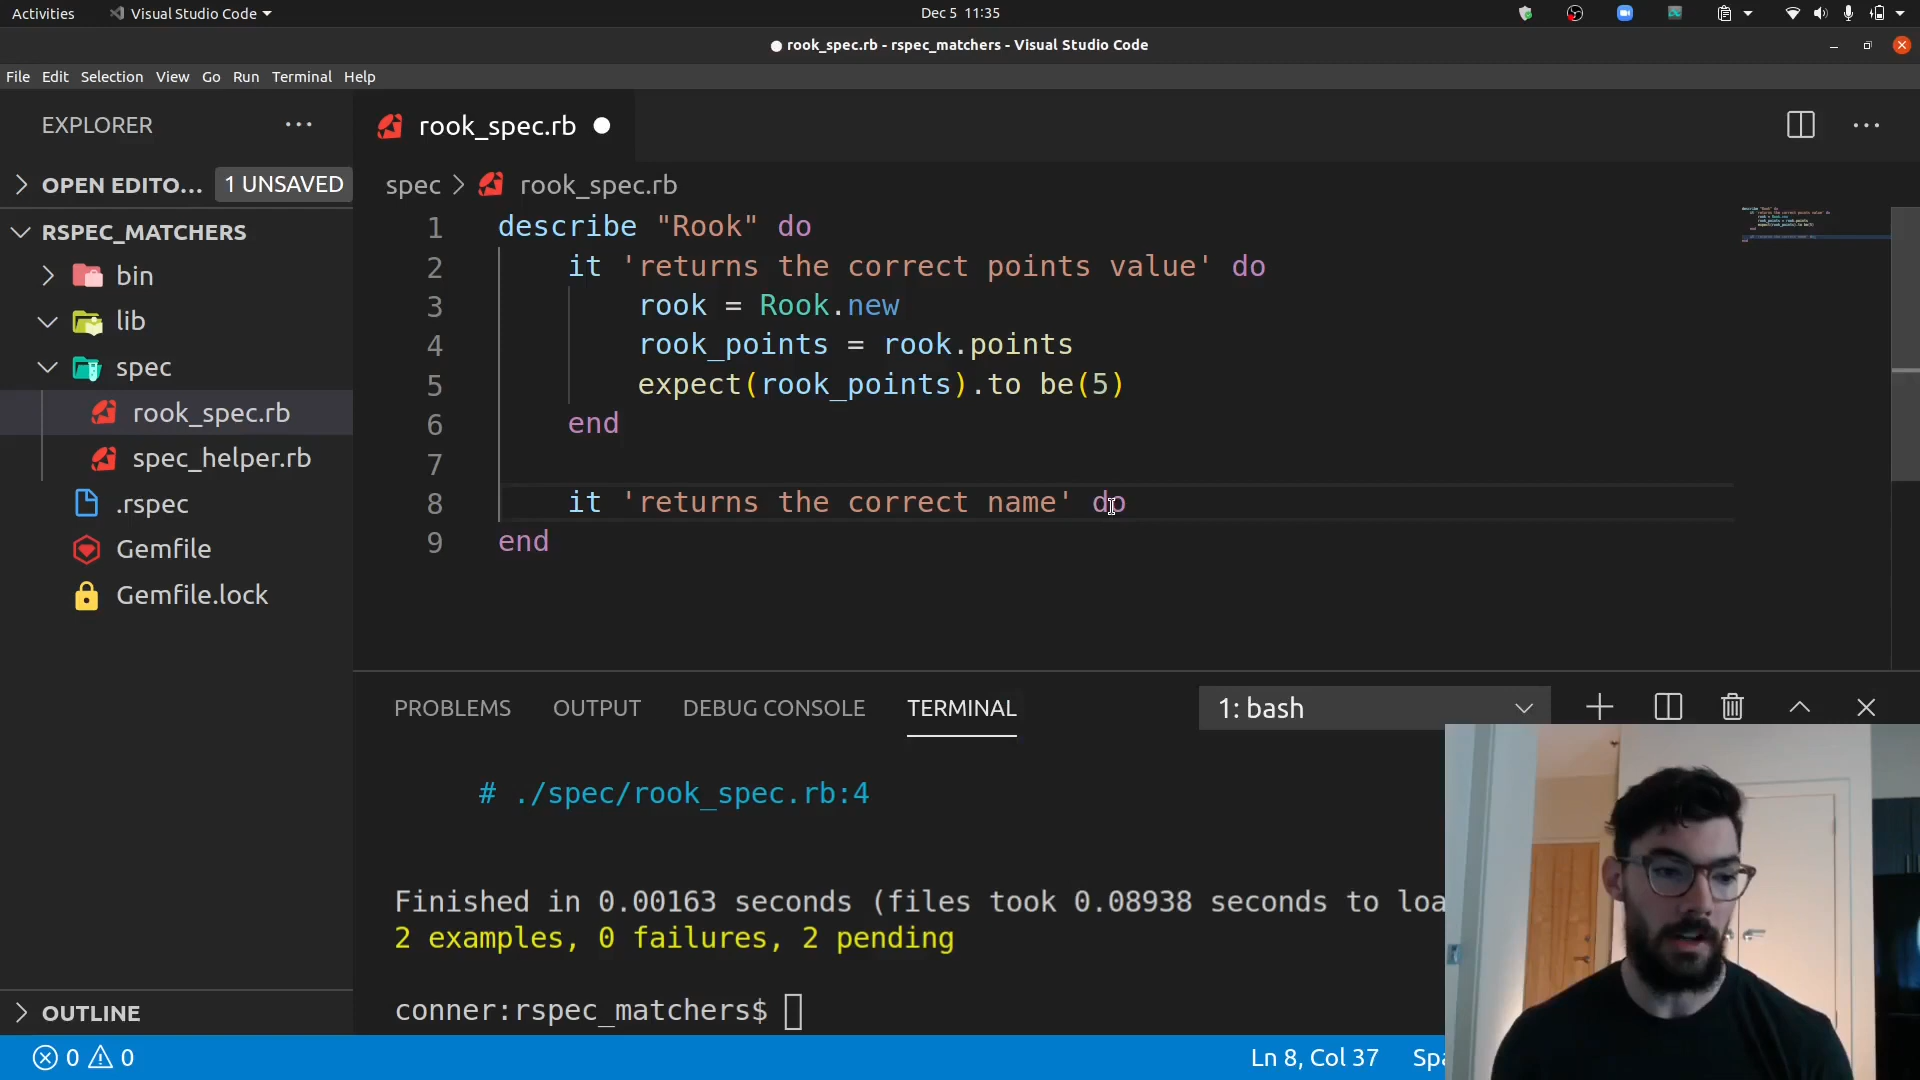 Activities
Visual Studio Code
Dec 5 11:35
rook_spec.rb - rspec_matchers - Visual Studio Code
File Edit Selection View Go Run Terminal Help
EXPLORER
rook_spec.rb
OPEN EDITO... 1 UNSAVED
spec > rook_spec.rb
RSPEC_MATCHERS
bin
lib
spec
rook_spec.rb
spec_helper.rb
.rspec
Gemfile
Gemfile.lock
OUTLINE
1 describe "Rook" do
2 it 'returns the correct points value' do
3 rook = Rook.new
4 rook_points = rook.points
5 expect(rook_points).to be(5)
6 end
7
8 it 'returns the correct name' do
9 end
PROBLEMS OUTPUT DEBUG CONSOLE TERMINAL
1: bash
# ./spec/rook_spec.rb:4
Finished in 0.00163 seconds (files took 0.08938 seconds to loa
2 examples, 0 failures, 2 pending
conner:rspec_matchers$
0 0
Ln 8, Col 37 Spa